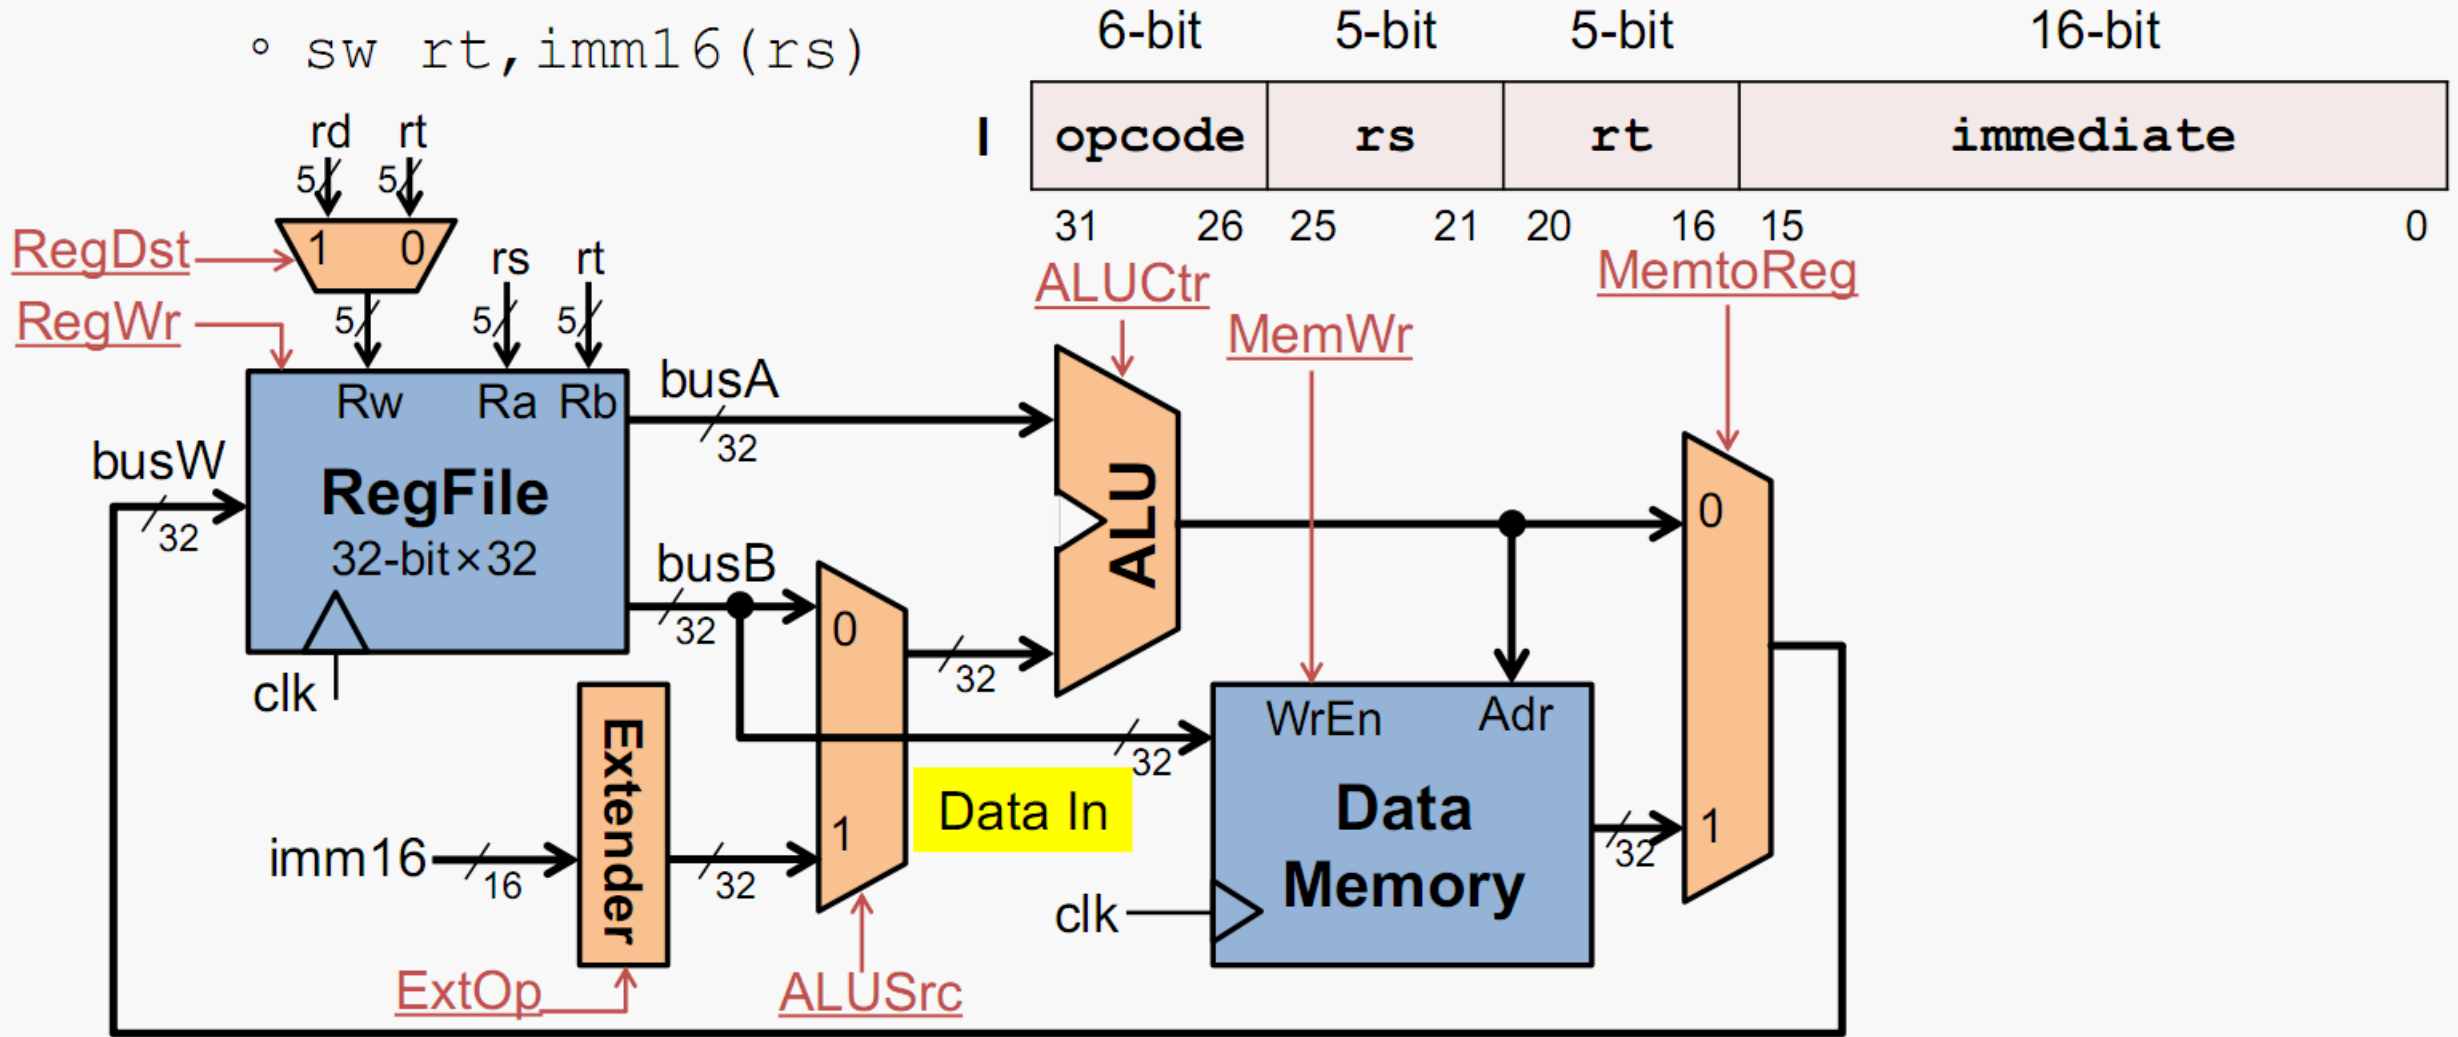 ° sw rt,imm16(rs)
6-bit 5-bit 5-bit 16-bit
I opcode rs rt immediate
31 26 25 21 20 16 15 0
rd rt
5 5
RegDst
1 0
rs rt
RegWr
5 5 5
ALUCtr
MemWr
MemtoReg
Rw Ra Rb
busA
32
busW
32
RegFile
32-bit×32
clk
busB
32
0
1
32
ALU
0
1
32
WrEn Adr
Data In
Data
Memory
32
clk
imm16
16
Extender
32
ExtOp
ALUSrc